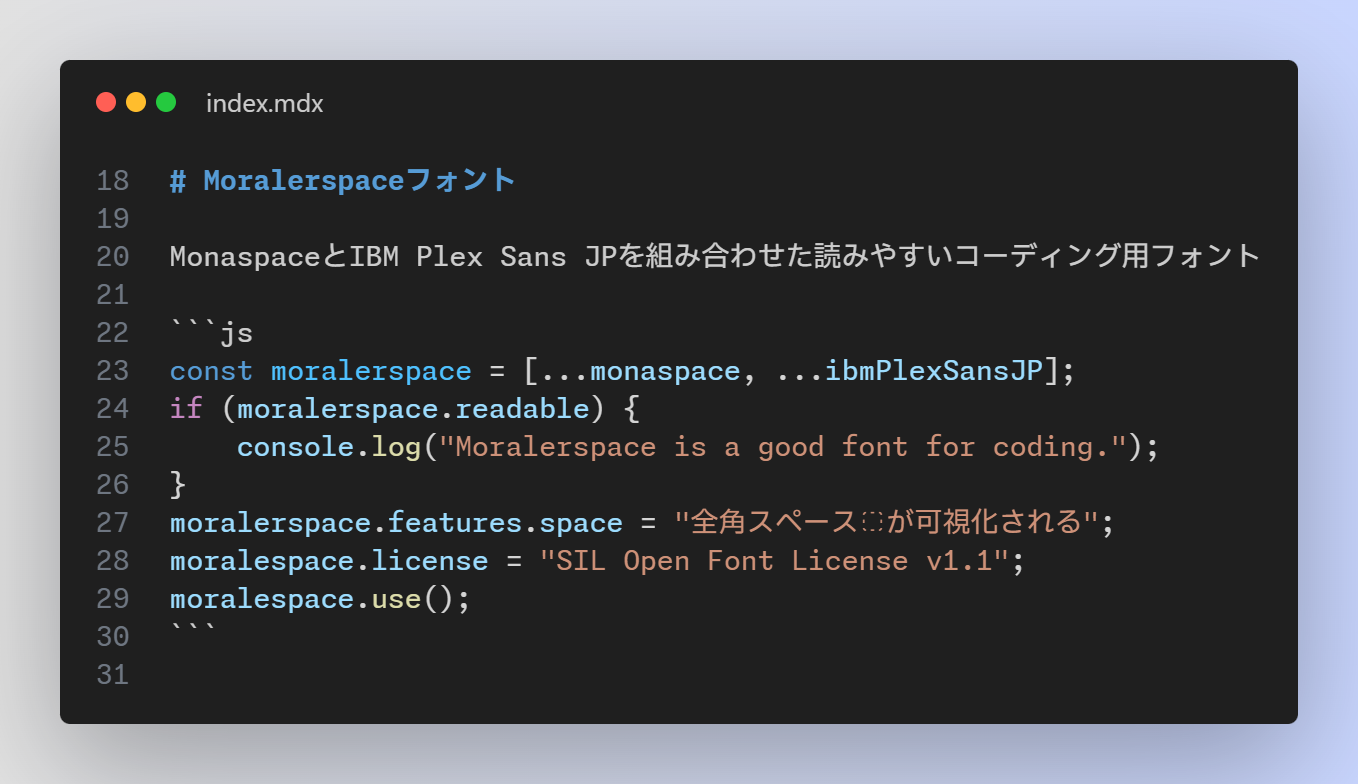 index.mdx
18 # Moralerspaceフォント
19
20 MonaspaceとIBM Plex Sans JPを組み合わせた読みやすいコーディング用フォント
21
22 ```js
23 const moralerspace = [...monaspace, ...ibmPlexSansJP];
24 if (moralerspace.readable) {
25     console.log("Moralerspace is a good font for coding.");
26 }
27 moralerspace.features.space = "全角スペース　が可視化される";
28 moralespace.license = "SIL Open Font License v1.1";
29 moralespace.use();
30 ```
31